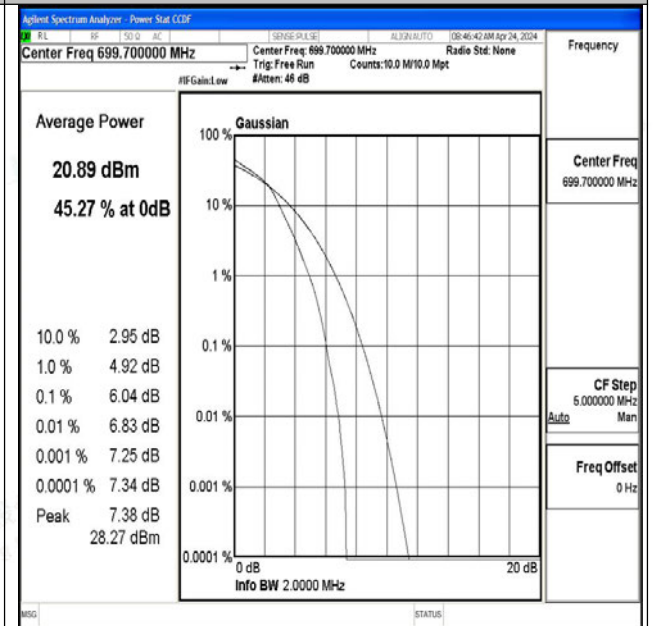 Agilent Spectrum Analyzer - Power Stat CCDF
RL RF 50 Ω AC SENSE:PULSE ALIGN AUTO 08:46:42 AM Apr 24, 2024
Center Freq 699.700000 MHz
Center Freq: 699.700000 MHz Radio Std: None
Trig: Free Run Counts:10.0 M/10.0 Mpt
#IFGain:Low #Atten: 46 dB
Frequency
Average Power
20.89 dBm
45.27 % at 0dB
10.0 % 2.95 dB
1.0 % 4.92 dB
0.1 % 6.04 dB
0.01 % 6.83 dB
0.001 % 7.25 dB
0.0001 % 7.34 dB
Peak 7.38 dB
28.27 dBm
Gaussian
100 %
10 %
1 %
0.1 %
0.01 %
0.001 %
0.0001 %
0 dB 20 dB
Info BW 2.0000 MHz
Center Freq
699.700000 MHz
CF Step
5.000000 MHz
Auto Man
Freq Offset
0 Hz
MSG STATUS